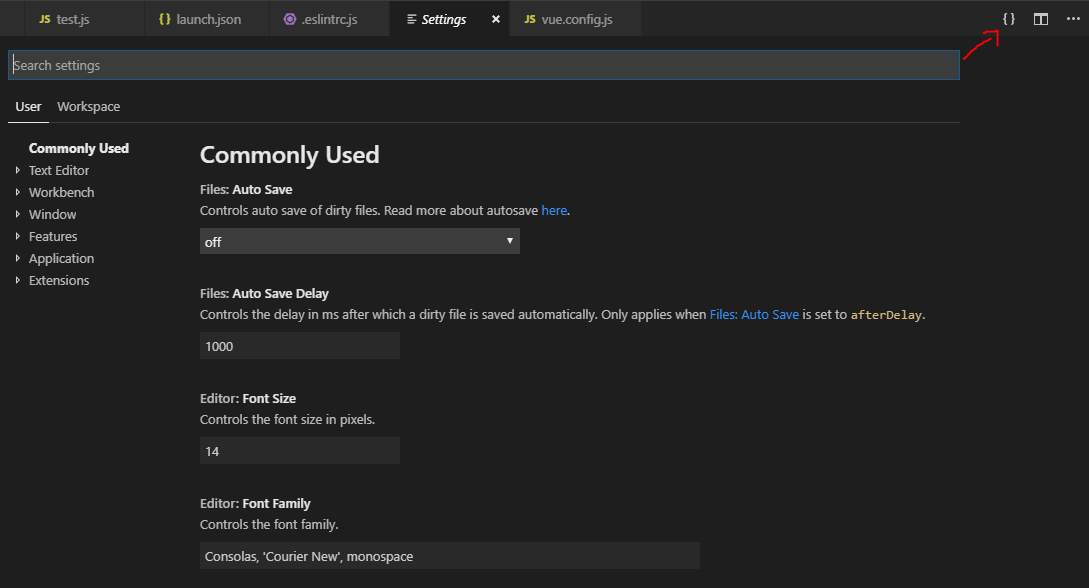 JS test.js {} launch.json .eslintrc.js Settings × JS vue.config.js {} ...
Search settings
User Workspace
Commonly Used
Text Editor
Workbench
Window
Features
Application
Extensions
Commonly Used
Files: Auto Save
Controls auto save of dirty files. Read more about autosave here.
off
Files: Auto Save Delay
Controls the delay in ms after which a dirty file is saved automatically. Only applies when Files: Auto Save is set to afterDelay.
1000
Editor: Font Size
Controls the font size in pixels.
14
Editor: Font Family
Controls the font family.
Consolas, 'Courier New', monospace